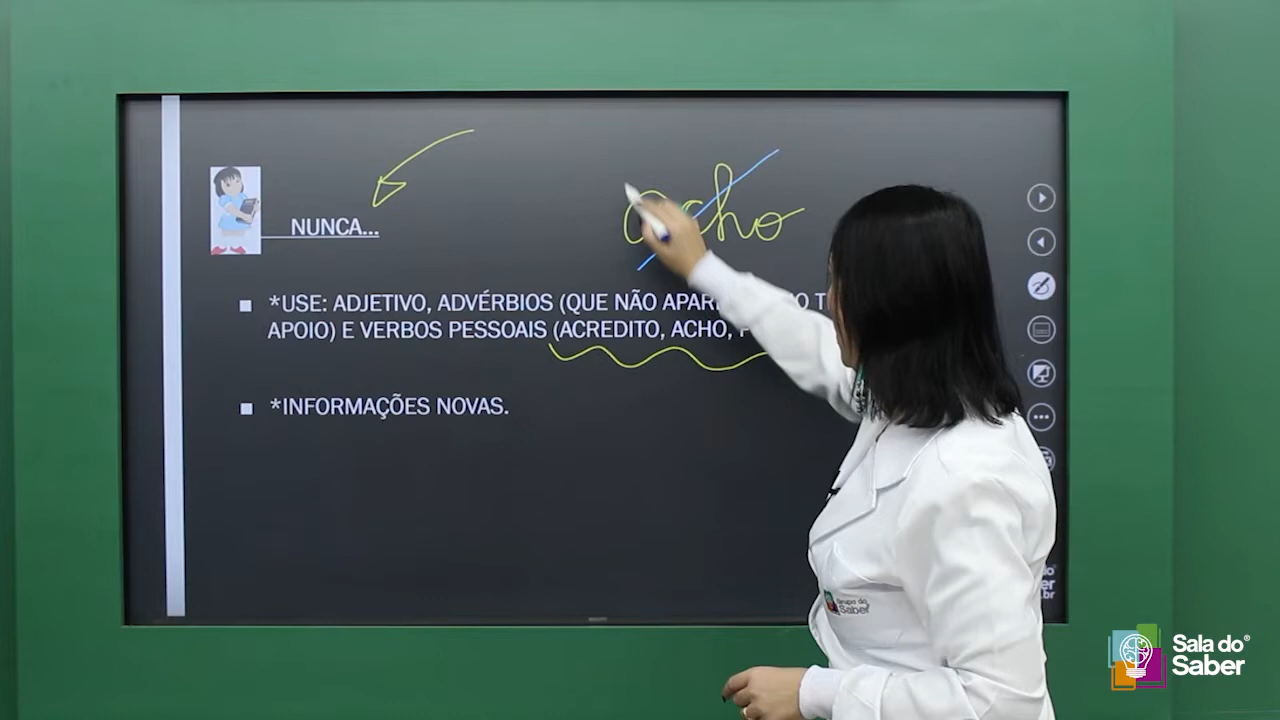 NUNCA...
acho
*USE: ADJETIVO, ADVÉRBIOS (QUE NÃO
APOIO) E VERBOS PESSOAIS (ACREDITO, ACHO,
*INFORMAÇÕES NOVAS.
Grupo do
Saber
Sala do®
Saber